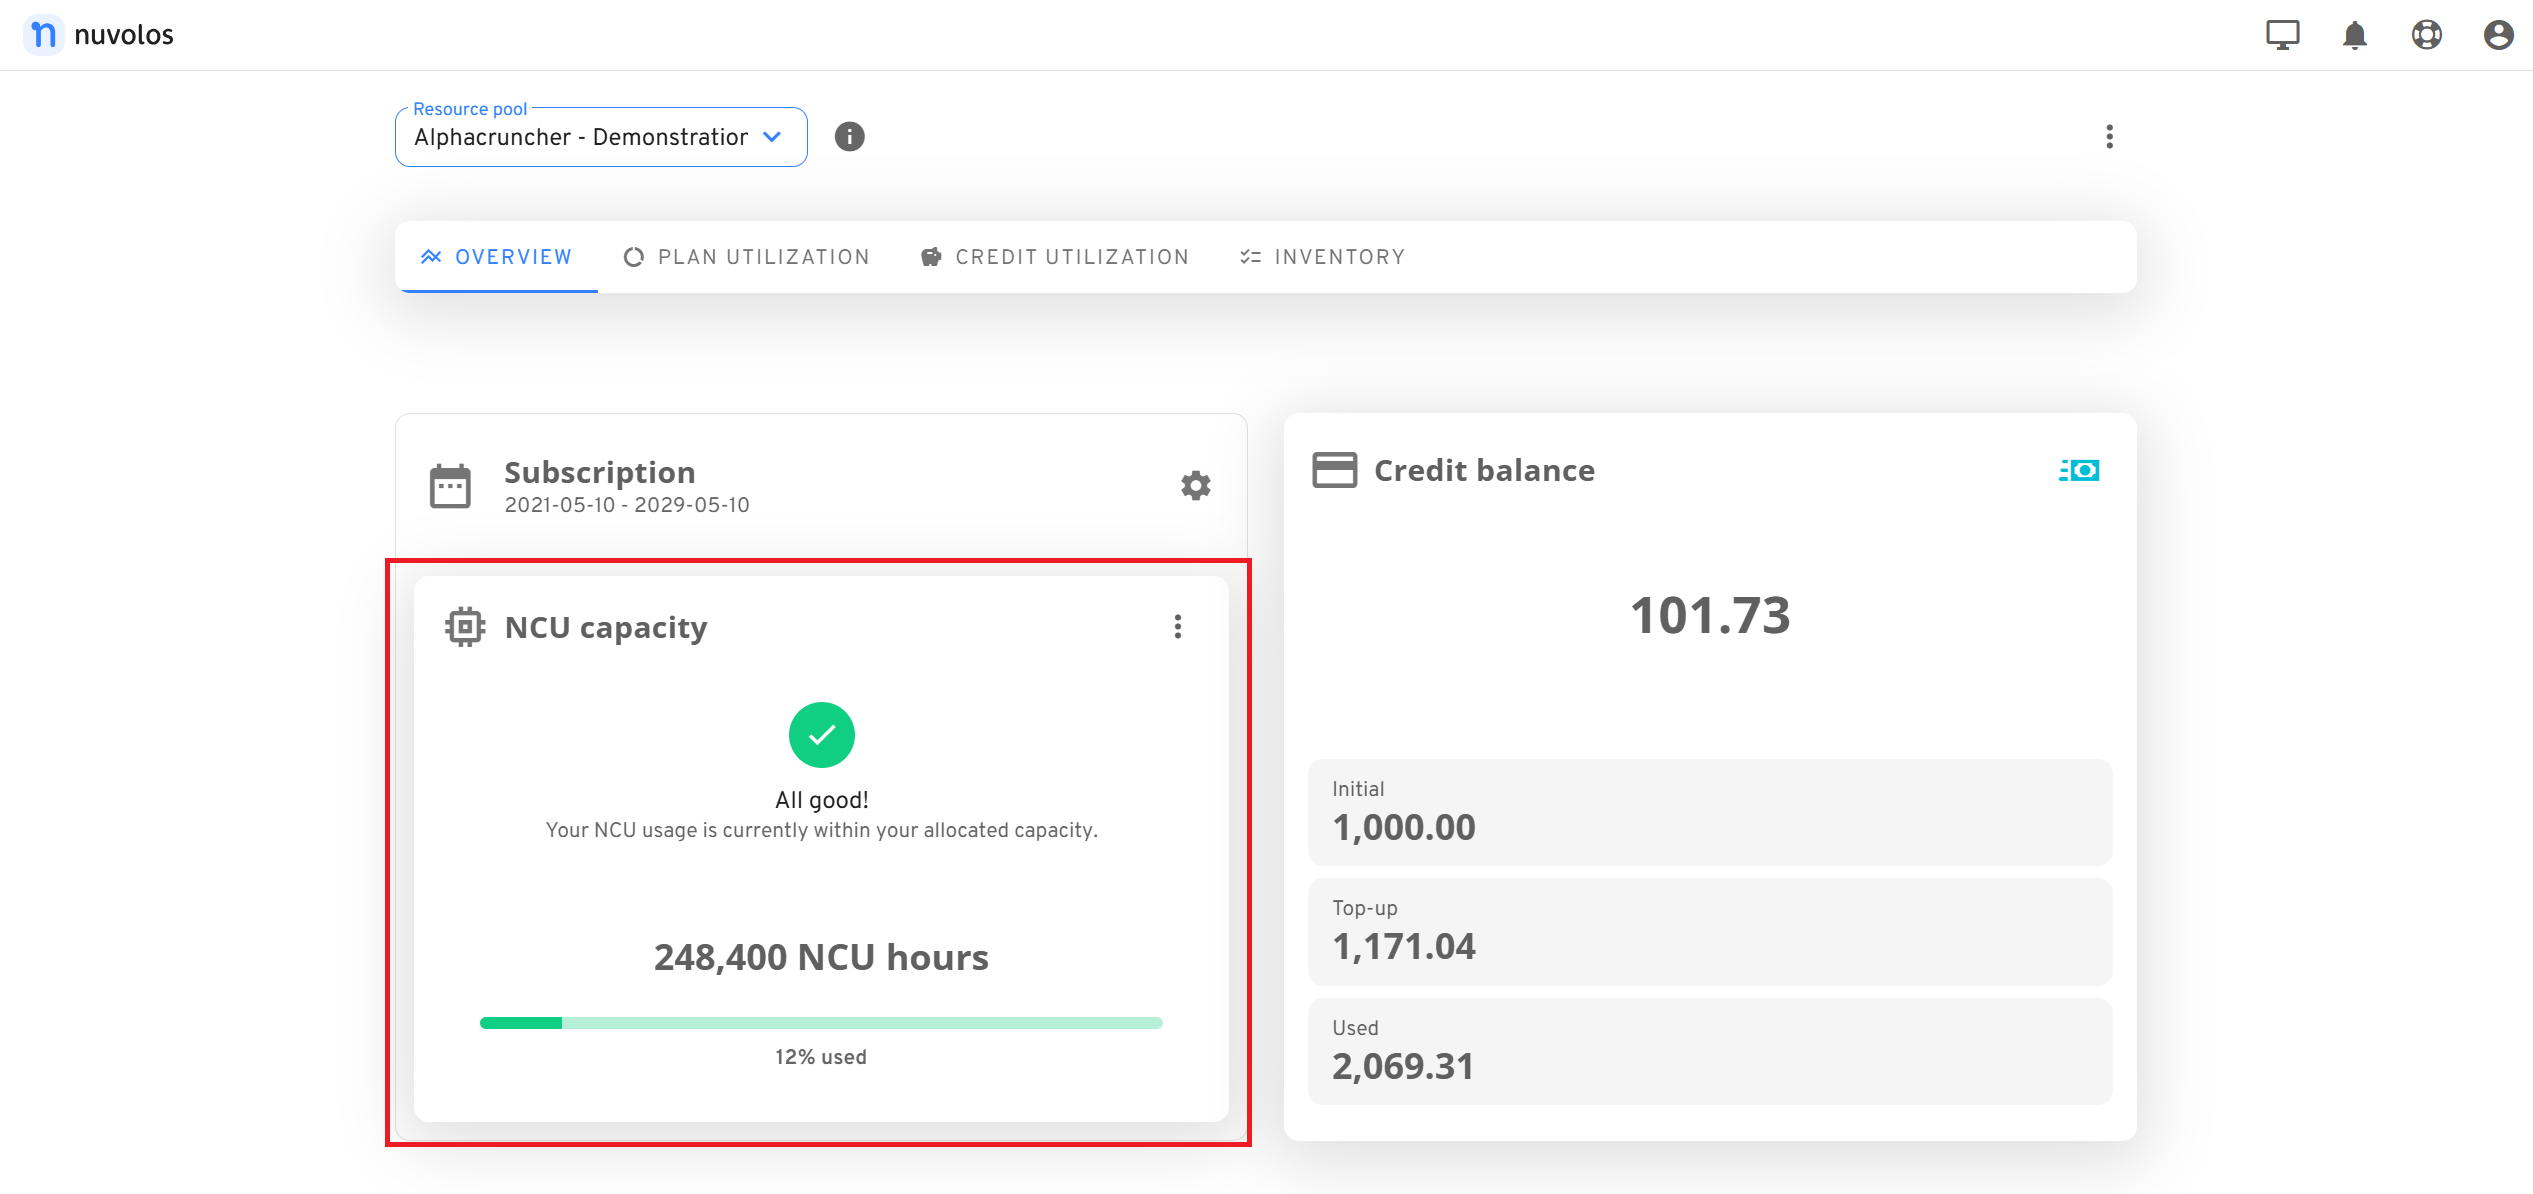 nuvolos
Resource pool
Alphacruncher - Demonstration
OVERVIEW
PLAN UTILIZATION
CREDIT UTILIZATION
INVENTORY
Subscription
2021-05-10 - 2029-05-10
NCU capacity
All good!
Your NCU usage is currently within your allocated capacity.
248,400 NCU hours
12% used
Credit balance
101.73
Initial
1,000.00
Top-up
1,171.04
Used
2,069.31